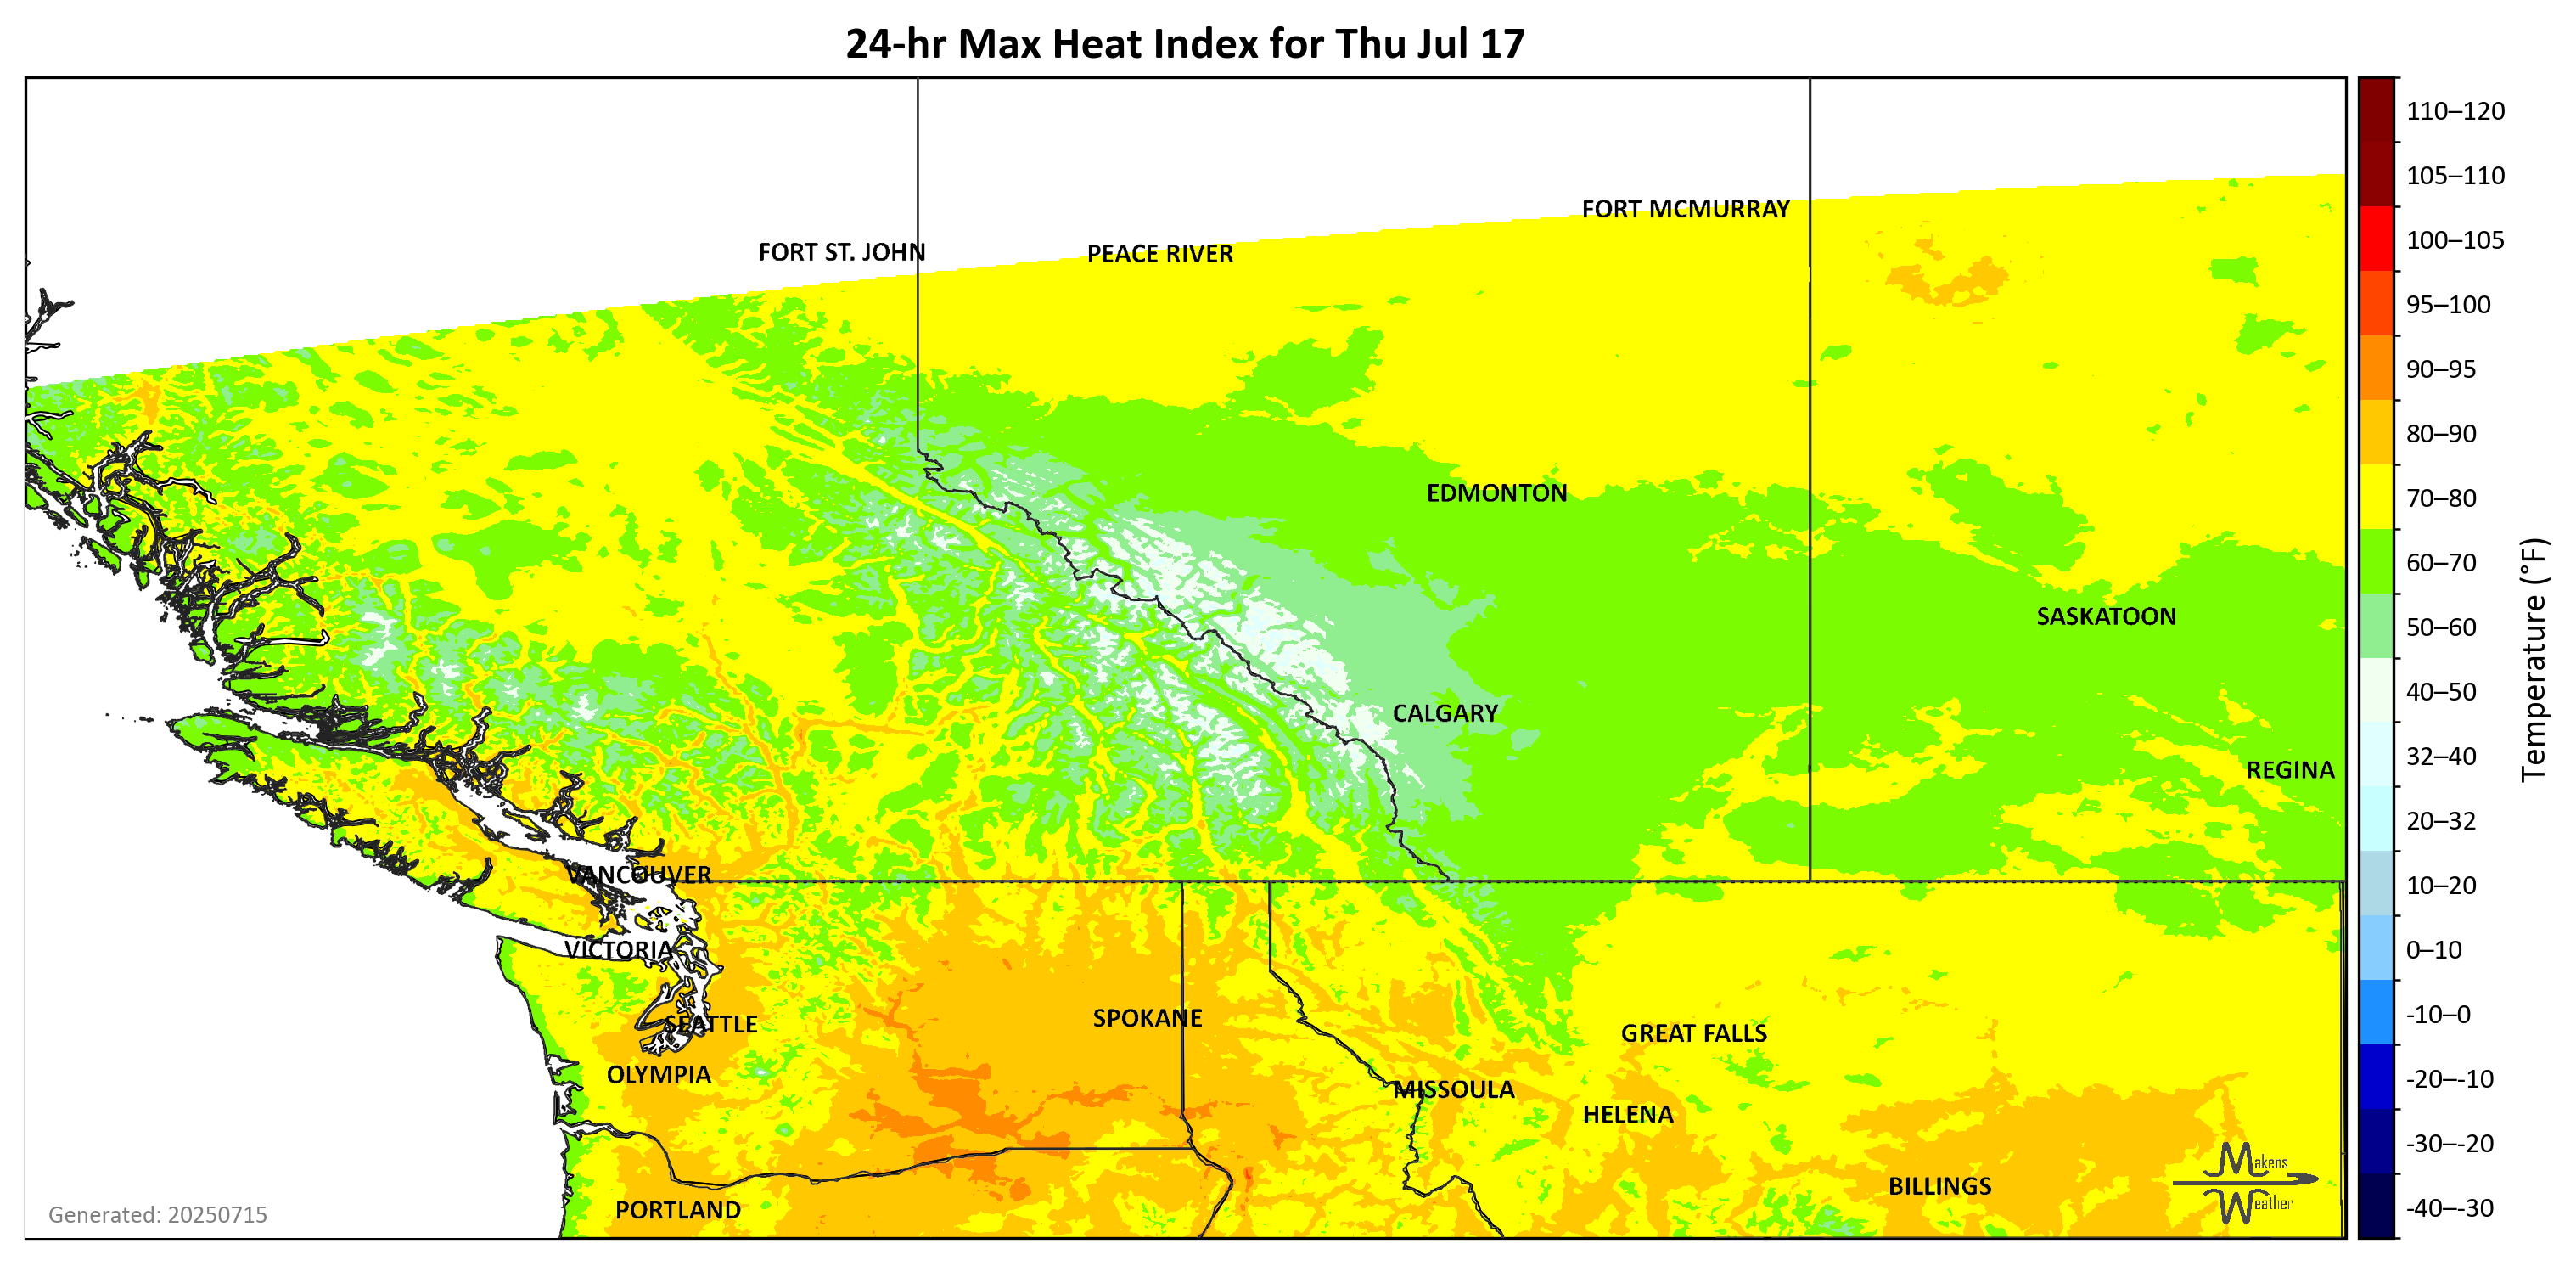 24-hr Max Heat Index for Thu Jul 17
FORT MCMURRAY
FORT ST. JOHN
PEACE RIVER
EDMONTON
SASKATOON
CALGARY
REGINA
VANCOUVER
VICTORIA
SPOKANE
SEATTLE
GREAT FALLS
OLYMPIA
MISSOULA
HELENA
BILLINGS
PORTLAND
Makens
Weather
Generated: 20250715
110–120
105–110
100–105
95–100
90–95
80–90
70–80
60–70
50–60
40–50
32–40
20–32
10–20
0–10
-10–0
-20–-10
-30–-20
-40–-30
Temperature (°F)